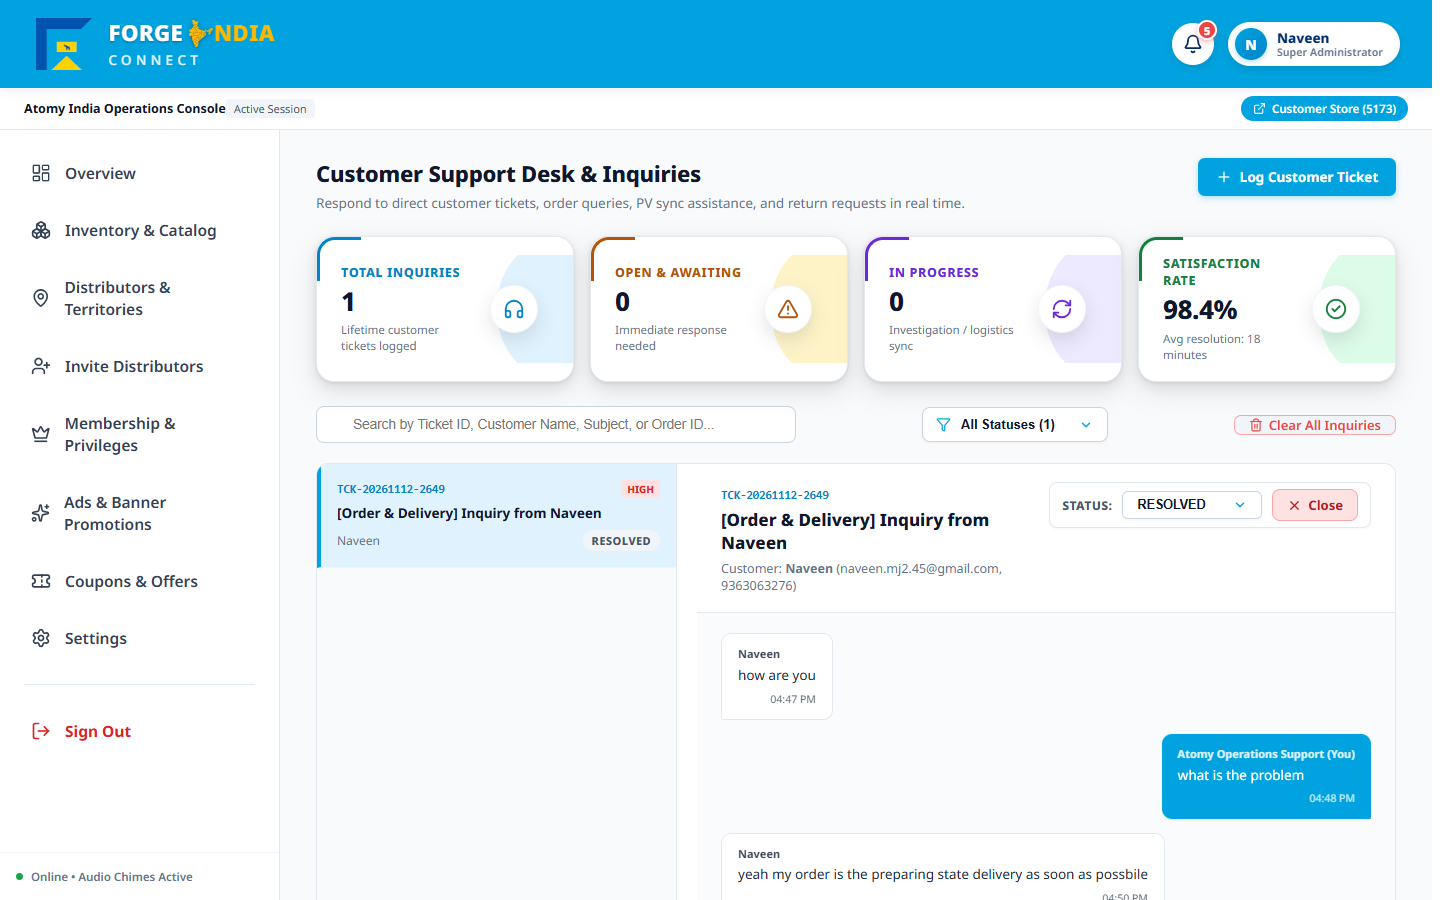 FORGE NDIA
CONNECT
5
N
Naveen
Super Administrator
Atomy India Operations Console
Active Session
Customer Store (5173)
Overview
Inventory & Catalog
Distributors &
Territories
Invite Distributors
Membership &
Privileges
Ads & Banner
Promotions
Coupons & Offers
Settings
Sign Out
Online • Audio Chimes Active
Customer Support Desk & Inquiries
Respond to direct customer tickets, order queries, PV sync assistance, and return requests in real time.
Log Customer Ticket
TOTAL INQUIRIES
1
Lifetime customer
tickets logged
OPEN & AWAITING
0
Immediate response
needed
IN PROGRESS
0
Investigation / logistics
sync
SATISFACTION
RATE
98.4%
Avg resolution: 18
minutes
Search by Ticket ID, Customer Name, Subject, or Order ID...
All Statuses (1)
Clear All Inquiries
TCK-20261112-2649
HIGH
[Order & Delivery] Inquiry from Naveen
Naveen
RESOLVED
TCK-20261112-2649
[Order & Delivery] Inquiry from
Naveen
Customer: Naveen (naveen.mj2.45@gmail.com,
9363063276)
STATUS:
RESOLVED
Close
Naveen
how are you
04:47 PM
Atomy Operations Support (You)
what is the problem
04:48 PM
Naveen
yeah my order is the preparing state delivery as soon as possbile
04:50 PM